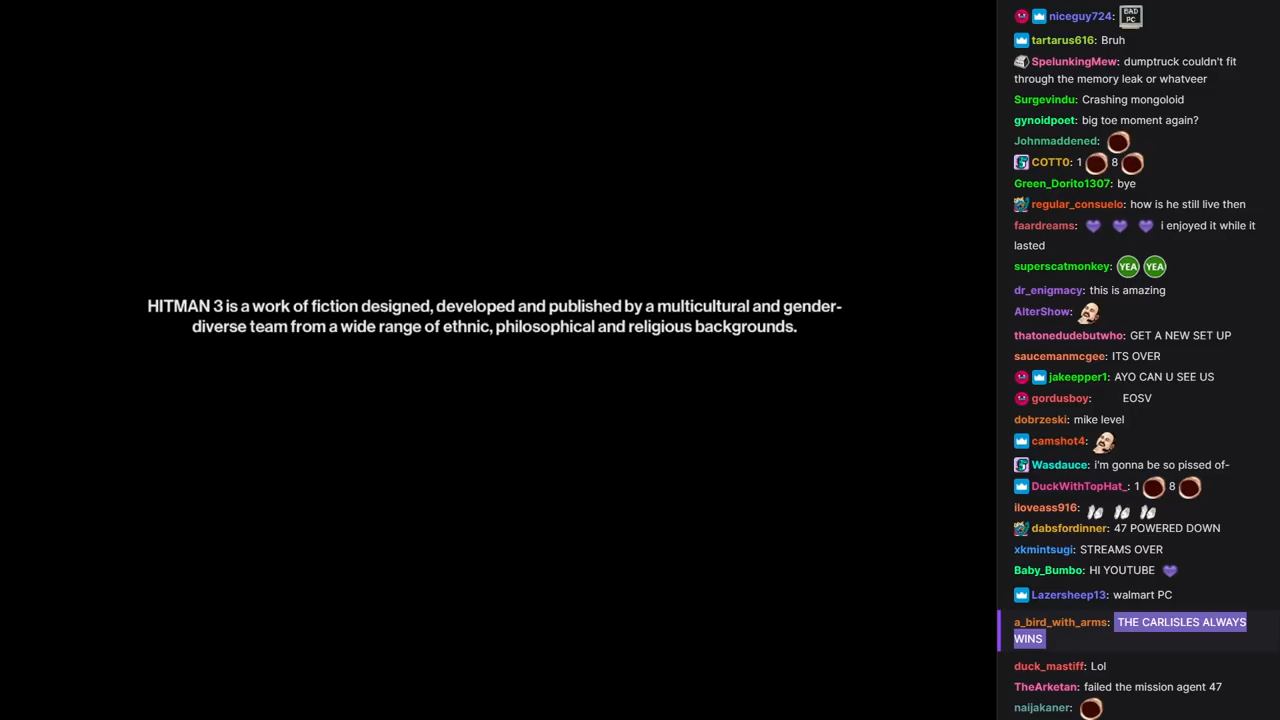 HITMAN 3 is a work of fiction designed, developed and published by a multicultural and gender-
diverse team from a wide range of ethnic, philosophical and religious backgrounds.
niceguy724: BAD PC
tartarus616: Bruh
SpelunkingMew: dumptruck couldn't fit
through the memory leak or whatveer
Surgevindu: Crashing mongoloid
gynoidpoet: big toe moment again?
Johnmaddened:
COTT0: 1 8
Green_Dorito1307: bye
regular_consuelo: how is he still live then
faardreams: i enjoyed it while it
lasted
superscatmonkey: YEA YEA
dr_enigmacy: this is amazing
AlterShow:
thatonedudebutwho: GET A NEW SET UP
saucemanmcgee: ITS OVER
jakeepper1: AYO CAN U SEE US
gordusboy: EOSV
dobrzeski: mike level
camshot4:
Wasdauce: i'm gonna be so pissed of-
DuckWithTopHat_: 1 8
iloveass916:
dabsfordinner: 47 POWERED DOWN
xkmintsugi: STREAMS OVER
Baby_Bumbo: HI YOUTUBE
Lazersheep13: walmart PC
a_bird_with_arms: THE CARLISLES ALWAYS
WINS
duck_mastiff: Lol
TheArketan: failed the mission agent 47
naijakaner: